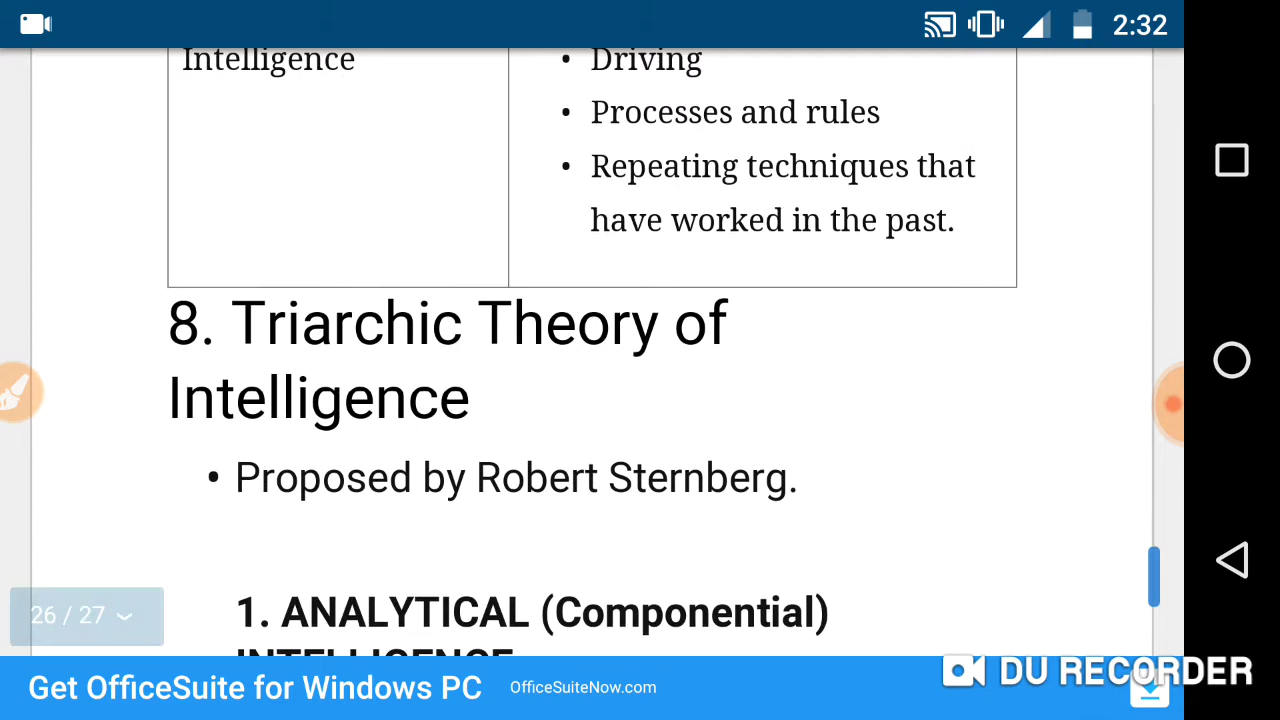 2:32
Intelligence
• Driving
• Processes and rules
• Repeating techniques that
have worked in the past.
8. Triarchic Theory of
Intelligence
• Proposed by Robert Sternberg.
1. ANALYTICAL (Componential)
INTELLIGENCE
26 / 27
Get OfficeSuite for Windows PC
OfficeSuiteNow.com
DU RECORDER